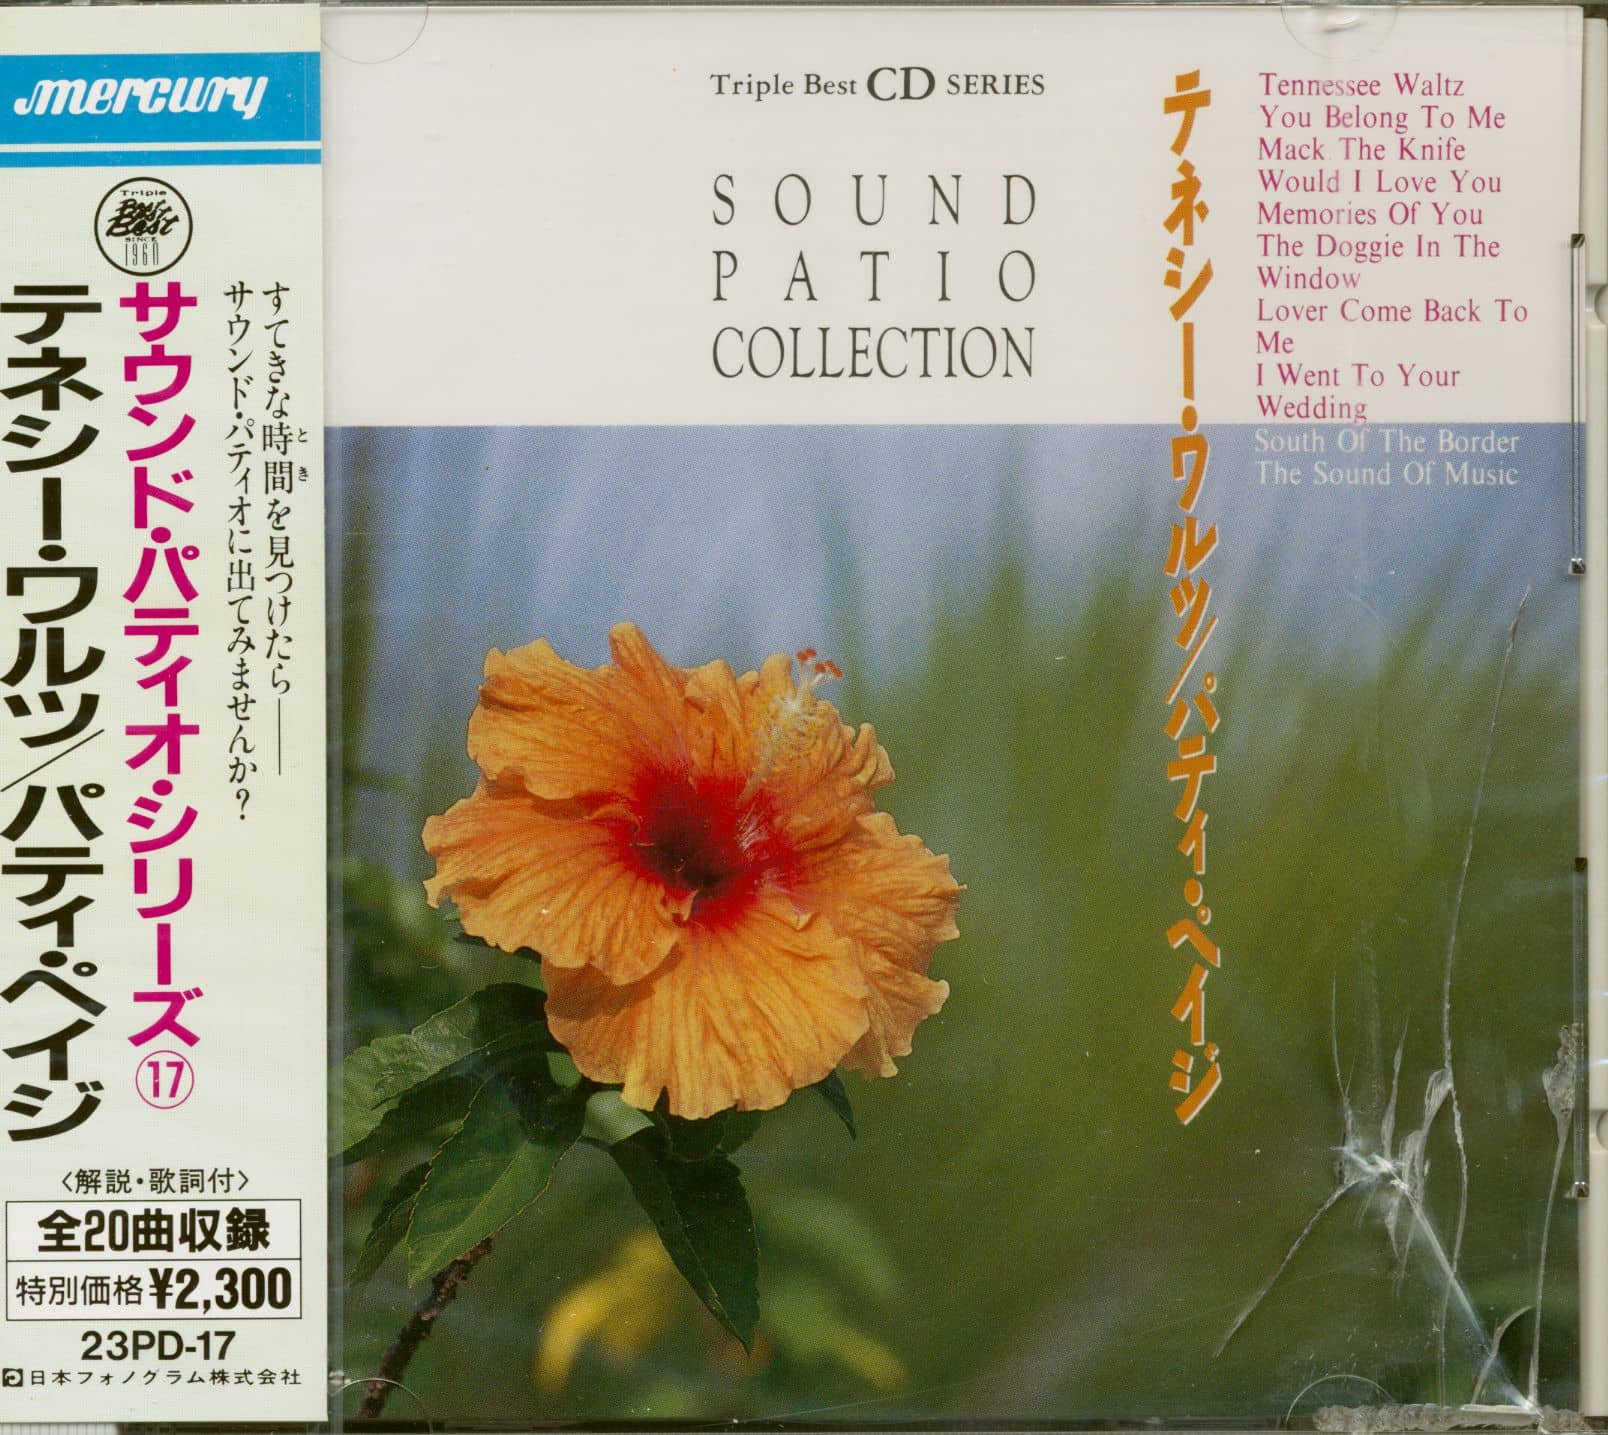 mercury
Triple
Best
Best
SINCE
1960
すてきな時間を見つけたら——
とき
サウンド・パティオに出てみませんか?
サウンド・パティオ・シリーズ⑰
テネシー・ワルツ/パティ・ペイジ
〈解説・歌詞付〉
全20曲収録
特別価格¥2,300
23PD-17
日本フォノグラム株式会社
Triple Best CD SERIES
SOUND
PATIO
COLLECTION
テネシー・ワルツ/パティ・ペイジ
Tennessee Waltz
You Belong To Me
Mack The Knife
Would I Love You
Memories Of You
The Doggie In The
Window
Lover Come Back To
Me
I Went To Your
Wedding
South Of The Border
The Sound Of Music